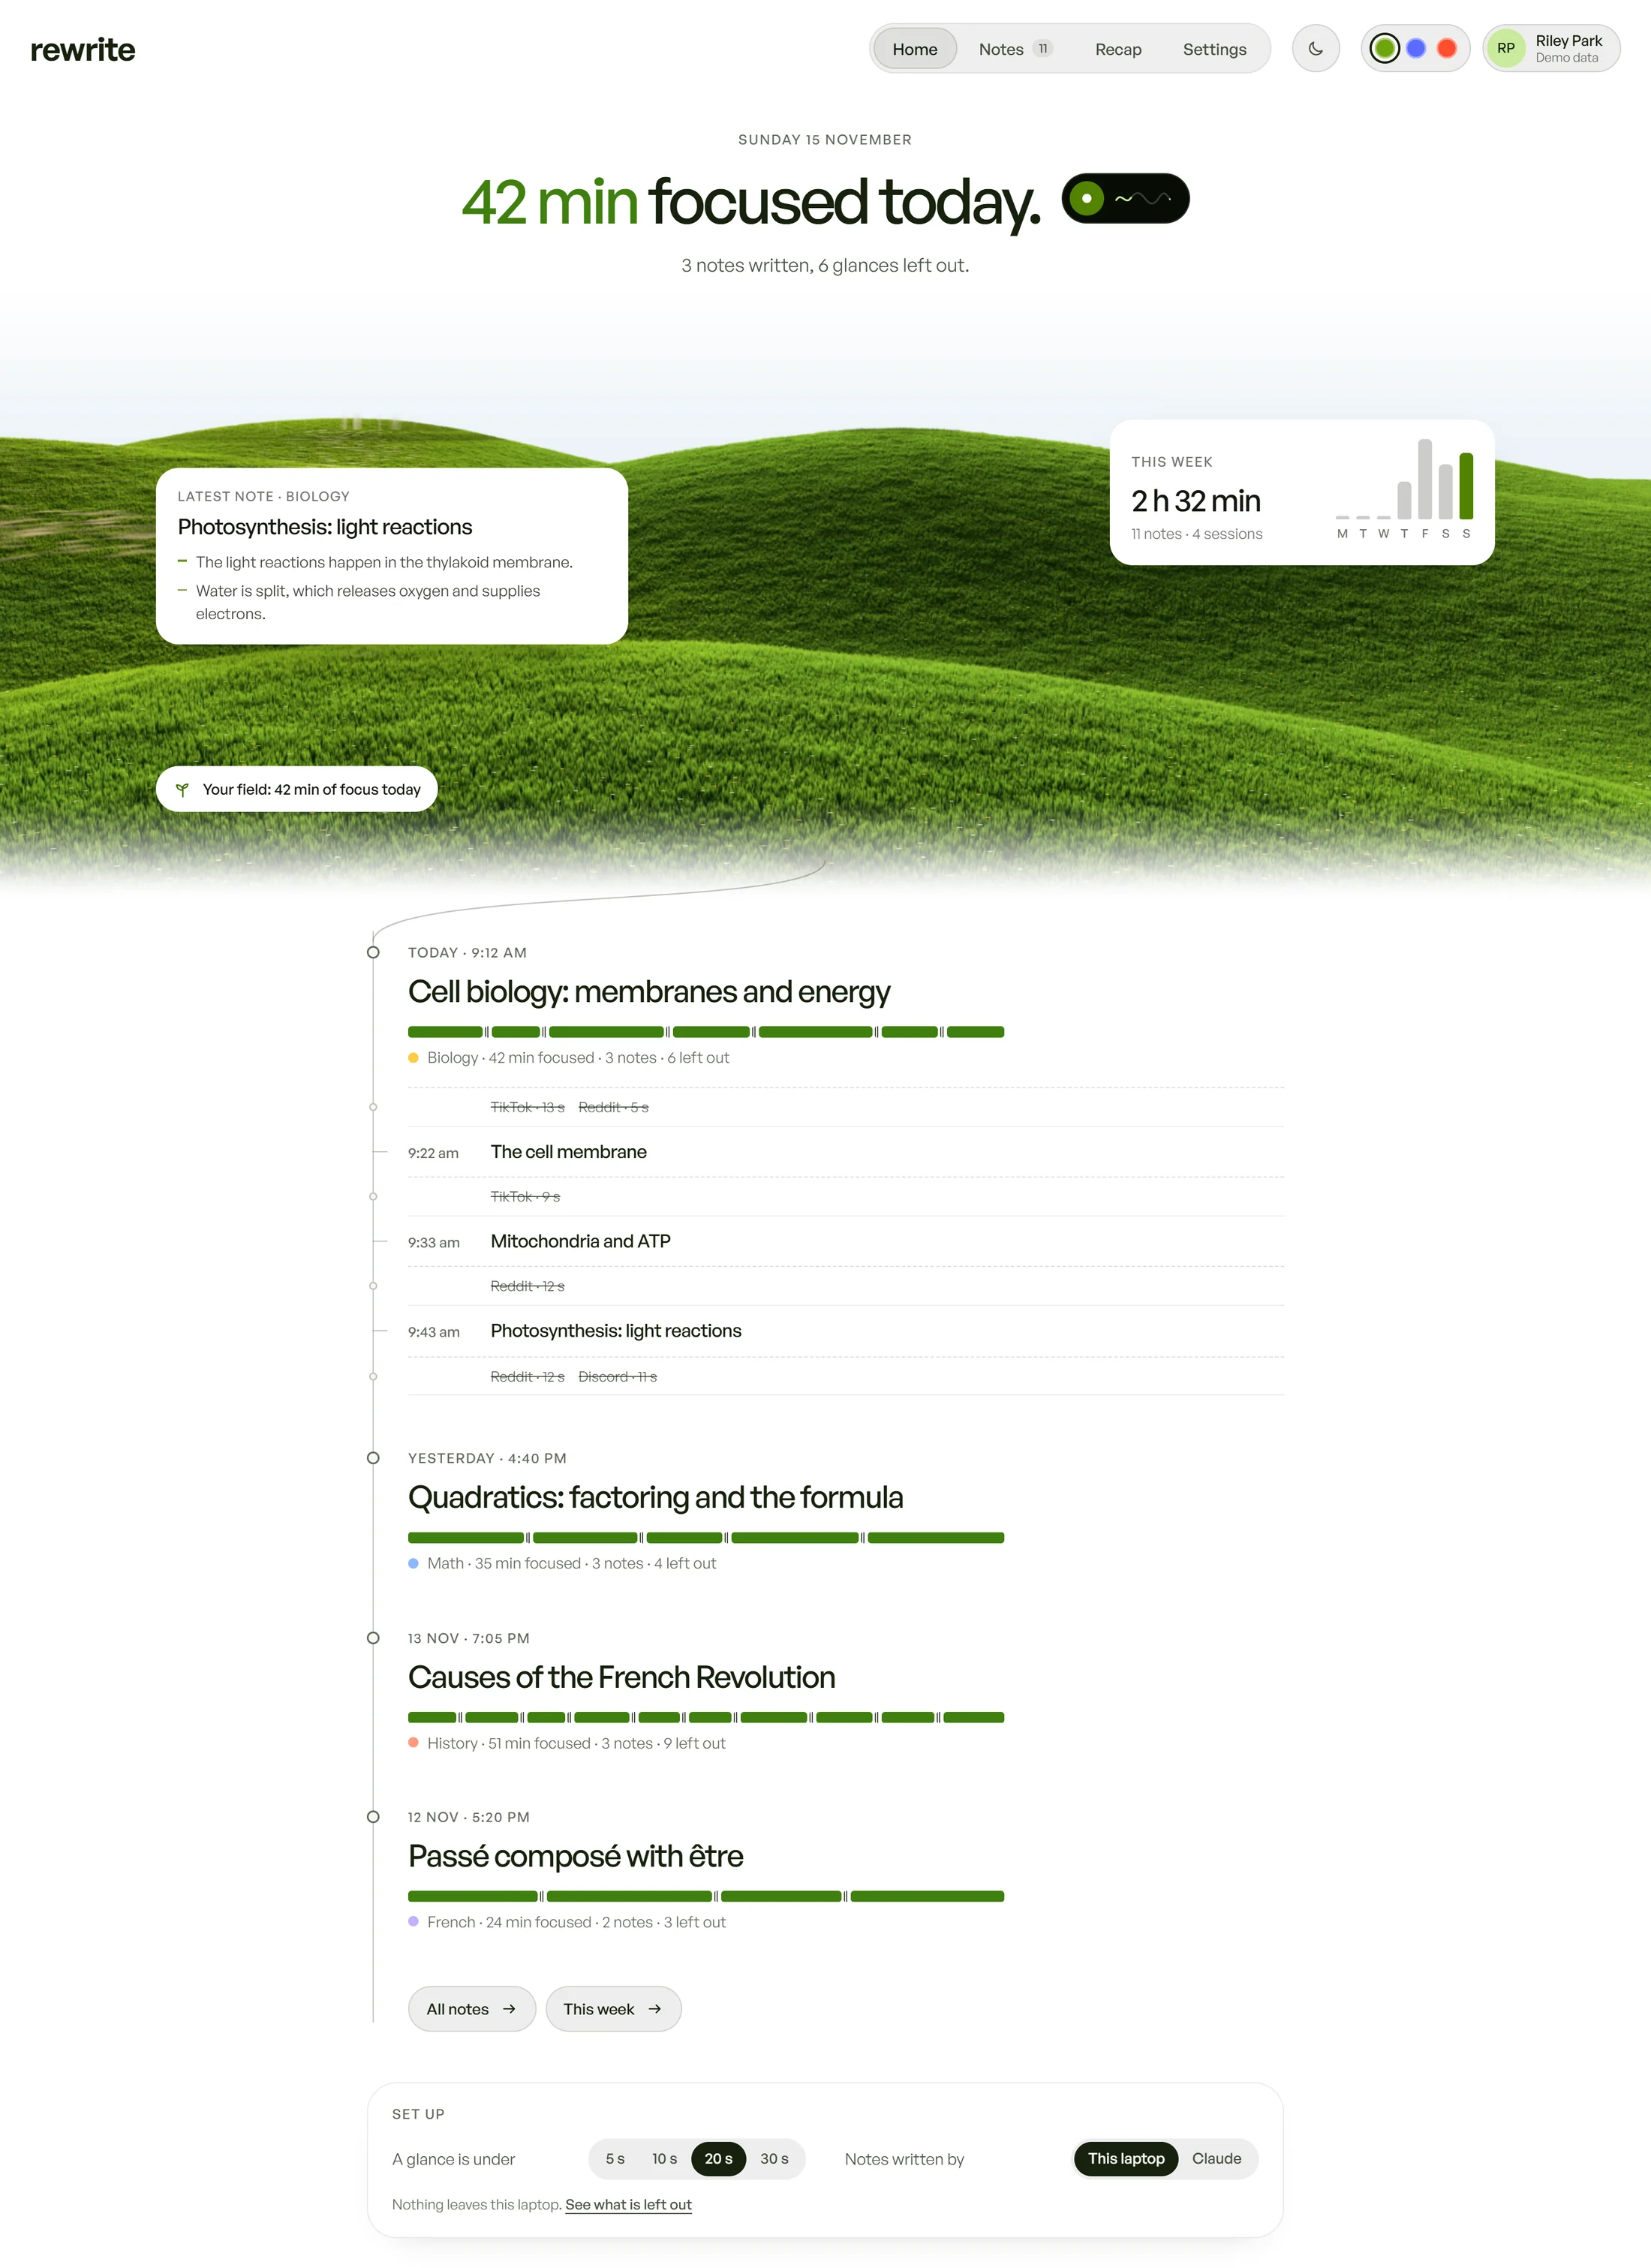 rewrite
Home
Notes 11
Recap
Settings
RP
Riley Park
Demo data
SUNDAY 15 NOVEMBER
42 min focused today.
3 notes written, 6 glances left out.
LATEST NOTE · BIOLOGY
Photosynthesis: light reactions
The light reactions happen in the thylakoid membrane.
Water is split, which releases oxygen and supplies
electrons.
THIS WEEK
2 h 32 min
11 notes · 4 sessions
M T W T F S S
Your field: 42 min of focus today
TODAY · 9:12 AM
Cell biology: membranes and energy
Biology · 42 min focused · 3 notes · 6 left out
TikTok · 13 s Reddit · 5 s
9:22 am The cell membrane
TikTok · 9 s
9:33 am Mitochondria and ATP
Reddit · 12 s
9:43 am Photosynthesis: light reactions
Reddit · 12 s Discord · 11 s
YESTERDAY · 4:40 PM
Quadratics: factoring and the formula
Math · 35 min focused · 3 notes · 4 left out
13 NOV · 7:05 PM
Causes of the French Revolution
History · 51 min focused · 3 notes · 9 left out
12 NOV · 5:20 PM
Passé composé with être
French · 24 min focused · 2 notes · 3 left out
All notes →
This week →
SET UP
A glance is under 5 s 10 s 20 s 30 s
Notes written by This laptop Claude
Nothing leaves this laptop. See what is left out